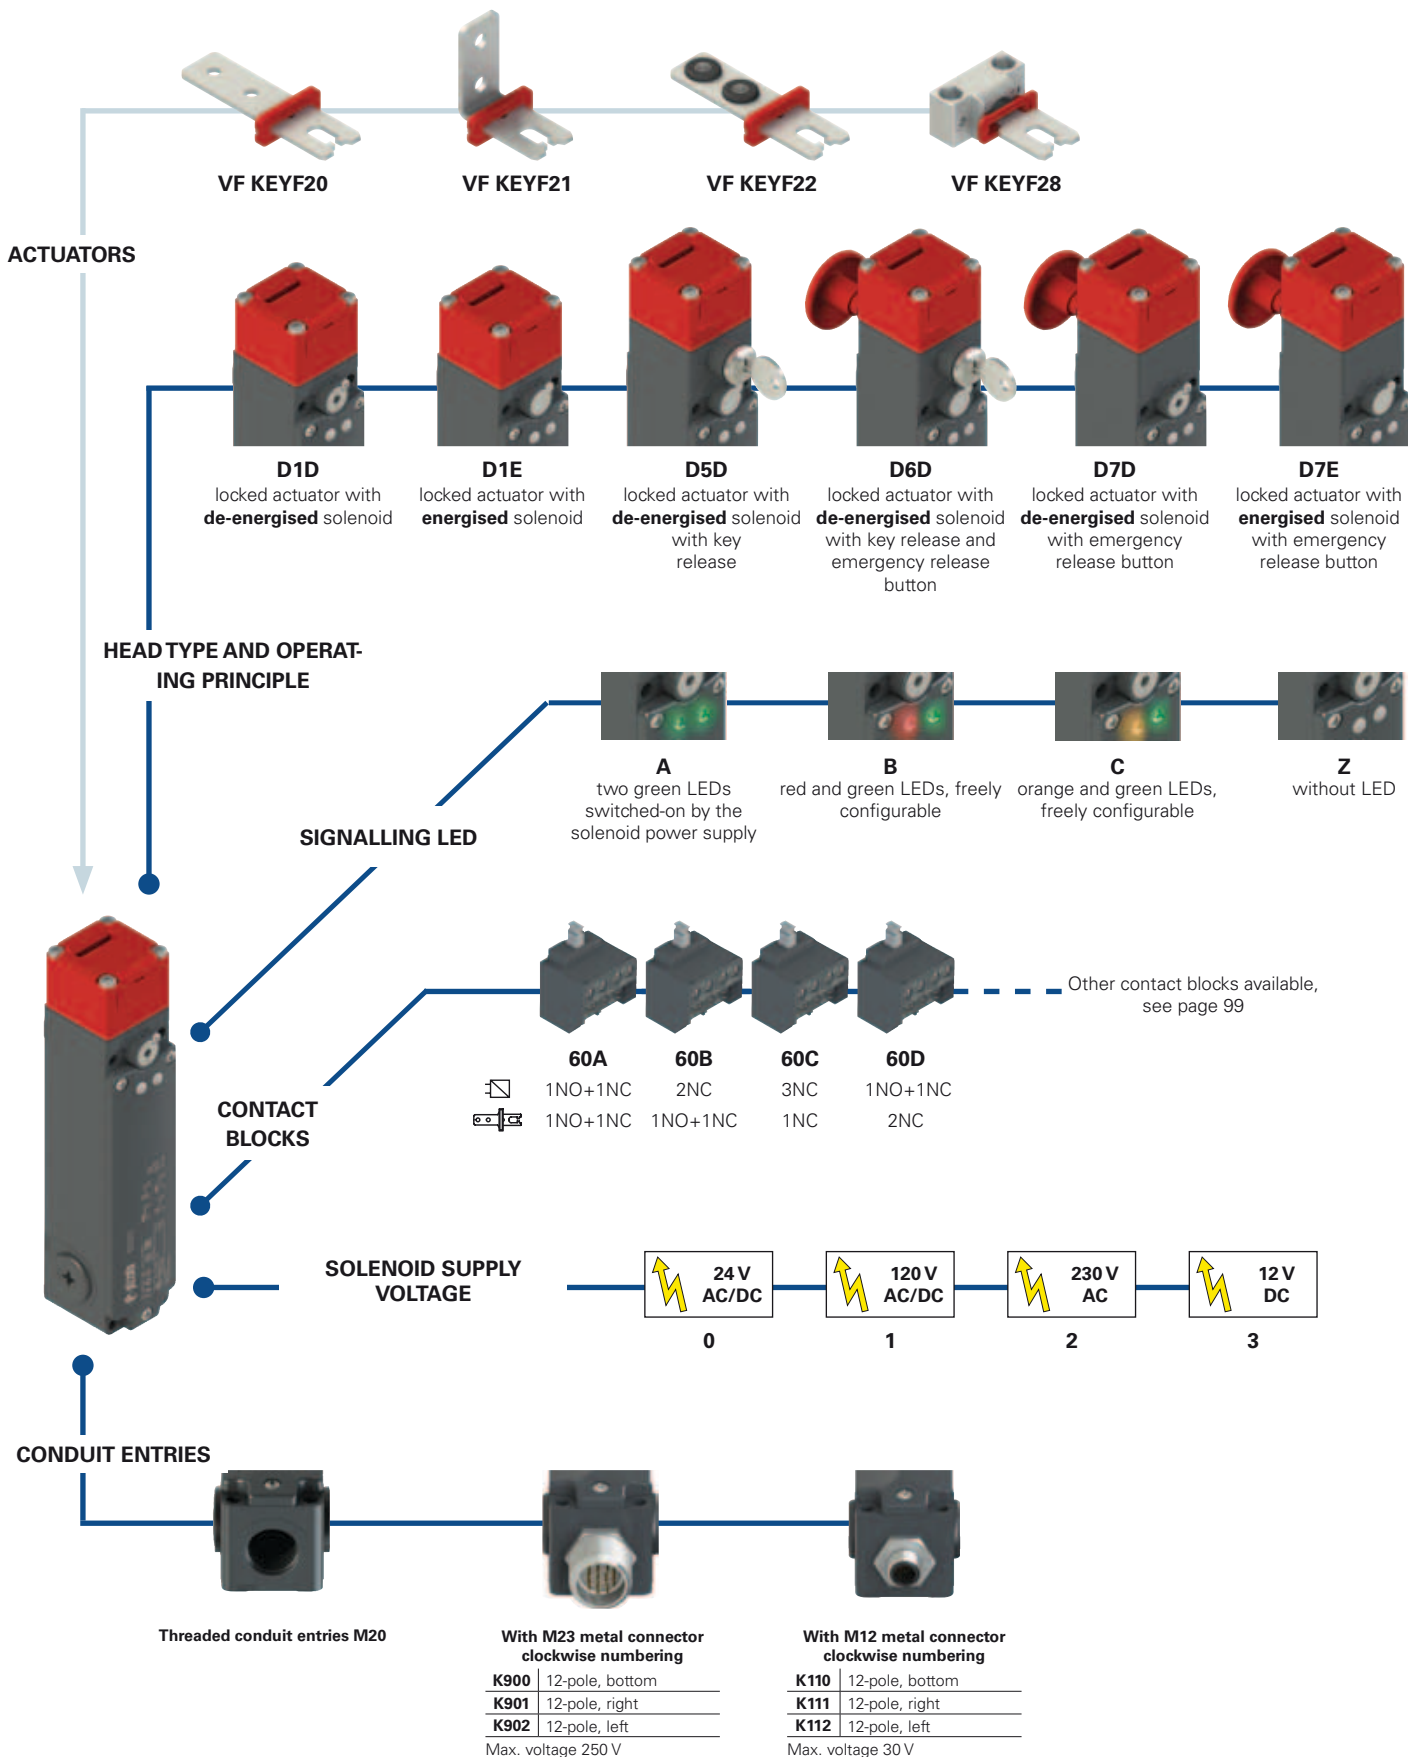 VF KEYF20
VF KEYF21
VF KEYF22
VF KEYF28
ACTUATORS
D1D
locked actuator with
de-energised solenoid
D1E
locked actuator with
energised solenoid
D5D
locked actuator with
de-energised solenoid
with key
release
D6D
locked actuator with
de-energised solenoid
with key release and
emergency release
button
D7D
locked actuator with
de-energised solenoid
with emergency
release button
D7E
locked actuator with
energised solenoid
with emergency
release button
HEAD TYPE AND OPERAT-
ING PRINCIPLE
A
two green LEDs
switched-on by the
solenoid power supply
B
red and green LEDs, freely
configurable
C
orange and green LEDs,
freely configurable
Z
without LED
SIGNALLING LED
Other contact blocks available,
see page 99
60A 60B 60C 60D
1NO+1NC 2NC 3NC 1NO+1NC
1NO+1NC 1NO+1NC 1NC 2NC
CONTACT
BLOCKS
SOLENOID SUPPLY
VOLTAGE
24 V
AC/DC
0
120 V
AC/DC
1
230 V
AC
2
12 V
DC
3
CONDUIT ENTRIES
Threaded conduit entries M20
With M23 metal connector
clockwise numbering
K900 12-pole, bottom
K901 12-pole, right
K902 12-pole, left
Max. voltage 250 V
With M12 metal connector
clockwise numbering
K110 12-pole, bottom
K111 12-pole, right
K112 12-pole, left
Max. voltage 30 V